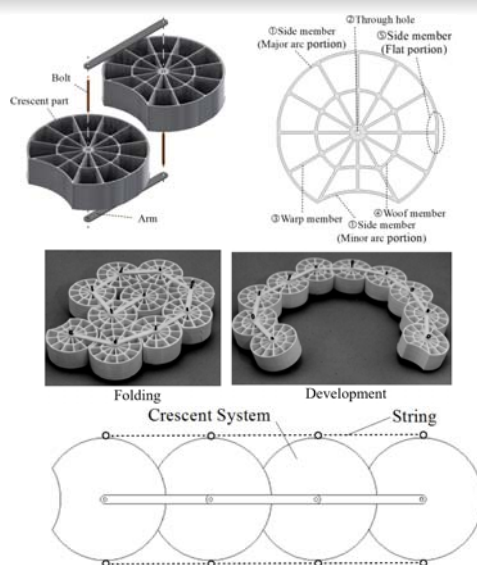 Bolt
Crescent part
Arm
①Side member
(Major arc portion)
②Through hole
⑤Side member
(Flat portion)
③Warp member
④Woof member
①Side member
(Minor arc portion)
Folding
Development
Crescent System
String